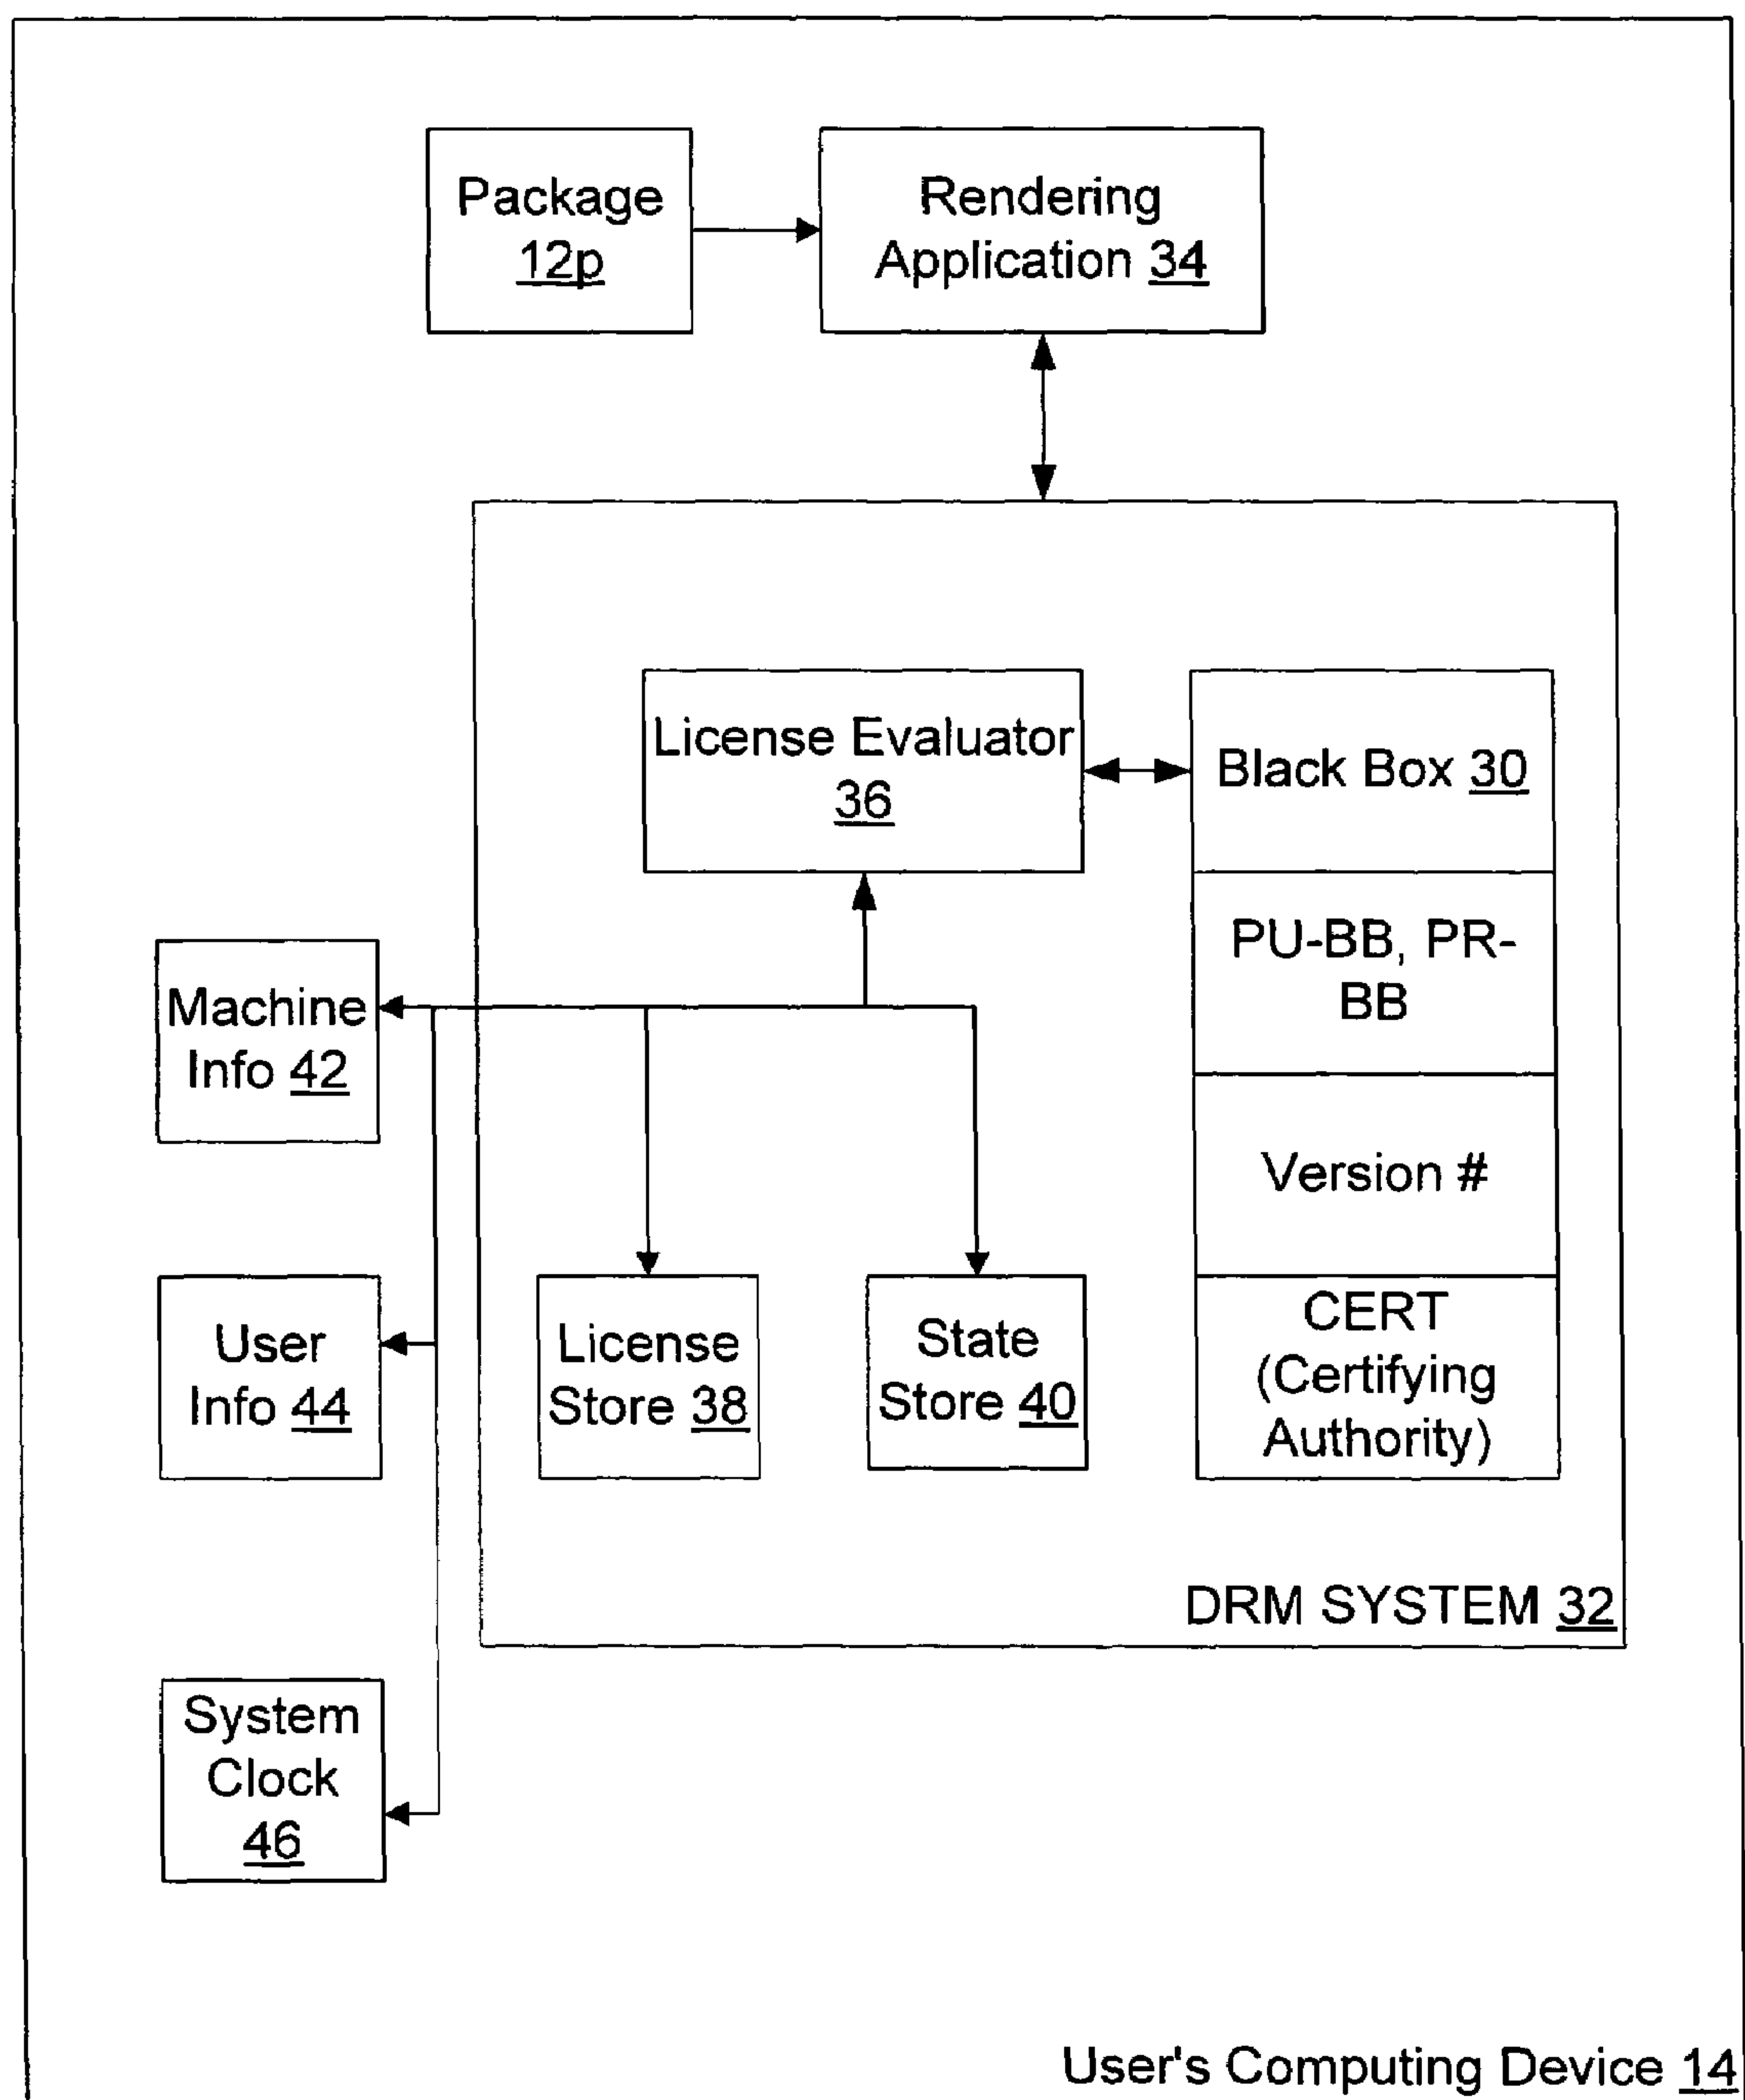 Package
12p
Rendering
Application 34
License Evaluator
36
Black Box 30
PU-BB, PR-
BB
Version #
CERT
(Certifying
Authority)
Machine
Info 42
User
Info 44
License
Store 38
State
Store 40
DRM SYSTEM 32
System
Clock
46
User's Computing Device 14